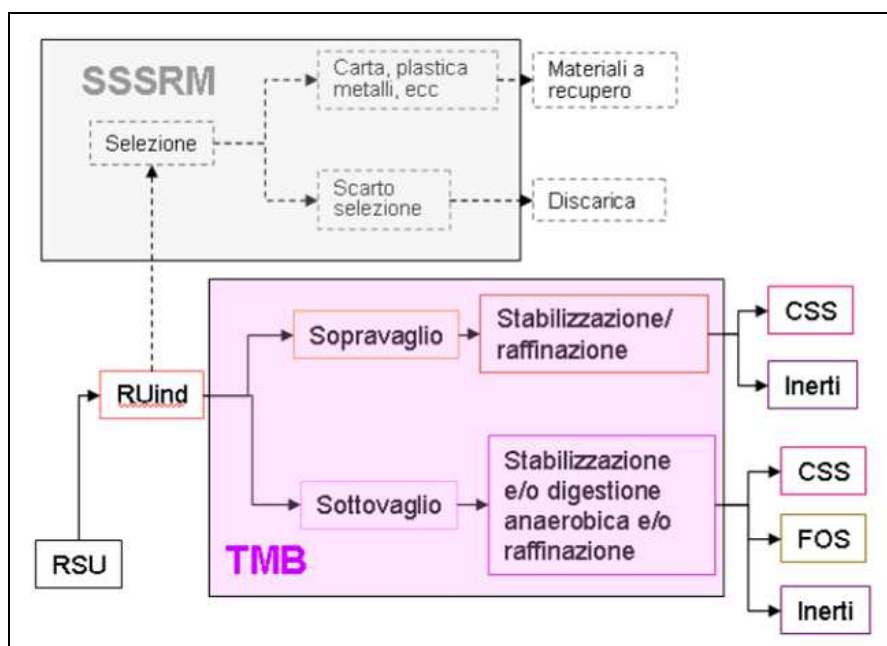 SSSRM
Selezione
Carta, plastica
metalli, ecc
Materiali a
recupero
Scarto
selezione
Discarica
RSU
RUind
TMB
Sopravaglio
Stabilizzazione/
raffinazione
CSS
Inerti
Sottovaglio
Stabilizzazione
e/o digestione
anaerobica e/o
raffinazione
CSS
FOS
Inerti